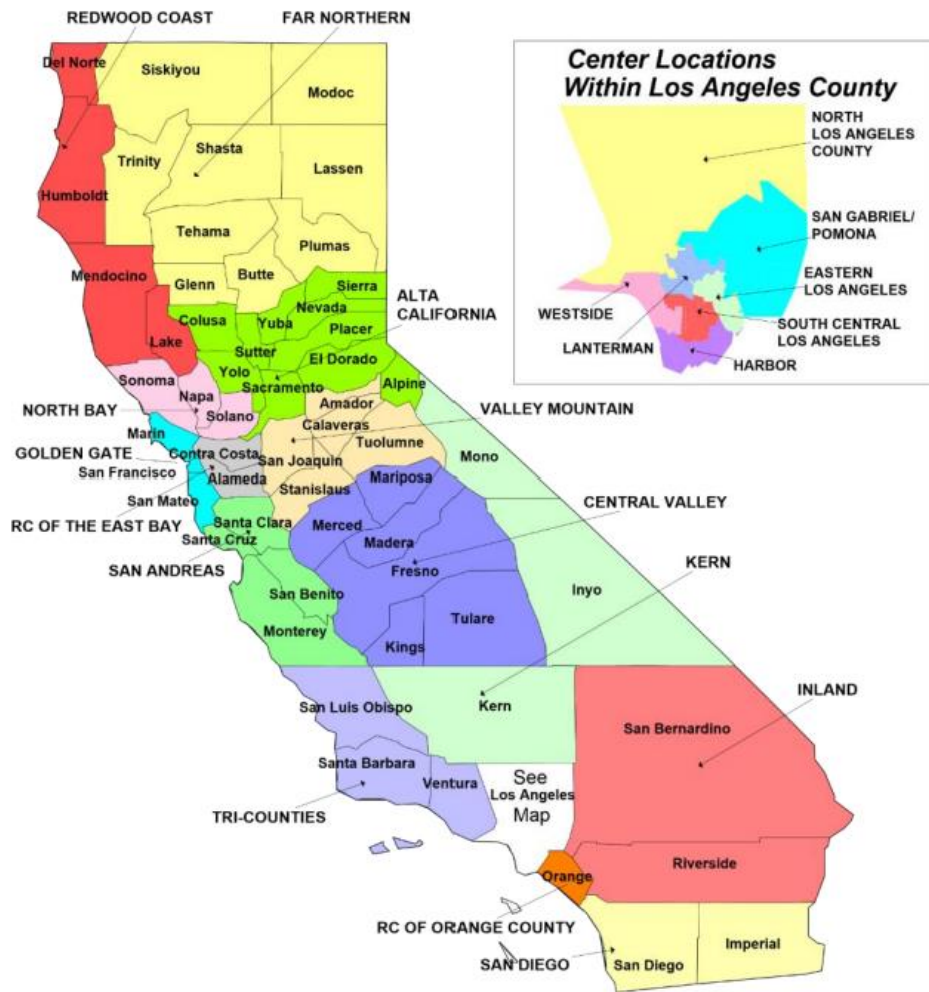 REDWOOD COAST
FAR NORTHERN
Del Norte
Siskiyou
Modoc
Trinity
Shasta
Lassen
Humboldt
Tehama
Plumas
Mendocino
Glenn
Butte
Sierra
Colusa
Yuba
Nevada
Placer
ALTA
CALIFORNIA
Lake
Sutter
Yolo
El Dorado
Sacramento
Alpine
Sonoma
Napa
Solano
Amador
NORTH BAY
VALLEY MOUNTAIN
Calaveras
Marin
Tuolumne
GOLDEN GATE
Contra Costa
San Joaquin
Mono
San Francisco
Alameda
Mariposa
Stanislaus
San Mateo
CENTRAL VALLEY
RC OF THE EAST BAY
Santa Clara
Merced
Santa Cruz
Madera
KERN
SAN ANDREAS
Fresno
San Benito
Inyo
Monterey
Kings
Tulare
INLAND
San Luis Obispo
Kern
San Bernardino
Santa Barbara
Ventura
See
Los Angeles
Map
TRI-COUNTIES
Riverside
Orange
RC OF ORANGE COUNTY
SAN DIEGO
San Diego
Imperial
Center Locations
Within Los Angeles County
NORTH
LOS ANGELES
COUNTY
SAN GABRIEL/
POMONA
EASTERN
LOS ANGELES
WESTSIDE
SOUTH CENTRAL
LOS ANGELES
LANTERMAN
HARBOR